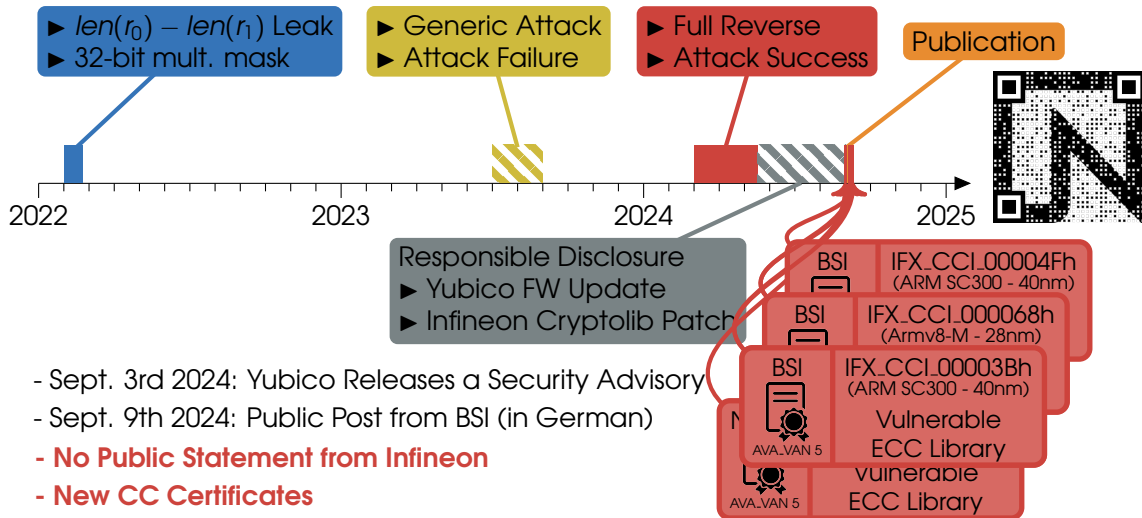 ► len(r₀) − len(r₁) Leak
► 32-bit mult. mask
► Generic Attack
► Attack Failure
► Full Reverse
► Attack Success
Publication
2022
2023
2024
2025
Responsible Disclosure
► Yubico FW Update
► Infineon Cryptolib Patch
BSI
IFX_CCI_00004Fh
(ARM SC300 - 40nm)
BSI
IFX_CCI_000068h
(Armv8-M - 28nm)
BSI
IFX_CCI_00003Bh
(ARM SC300 - 40nm)
AVA_VAN 5
Vulnerable
ECC Library
AVA_VAN 5
Vulnerable
ECC Library
- Sept. 3rd 2024: Yubico Releases a Security Advisory
- Sept. 9th 2024: Public Post from BSI (in German)
- No Public Statement from Infineon
- New CC Certificates